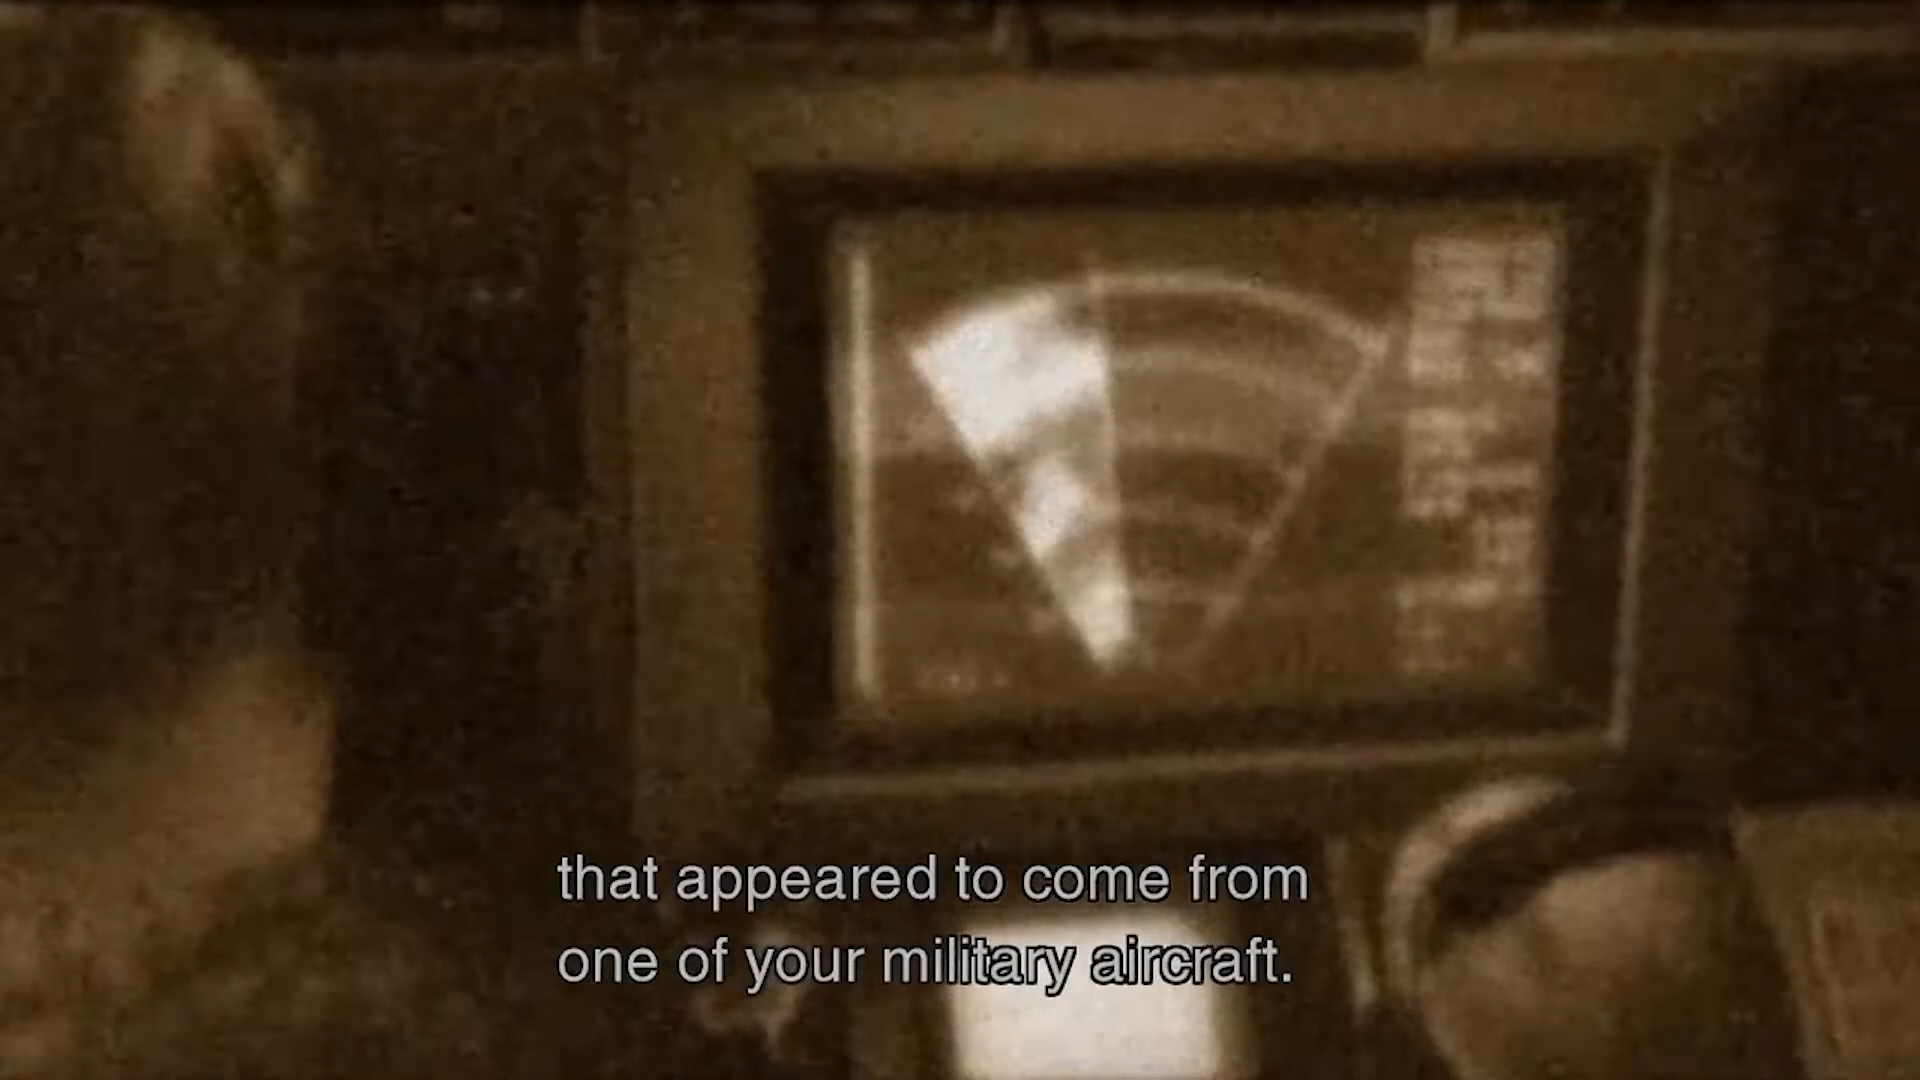 that appeared to come from
one of your military aircraft.